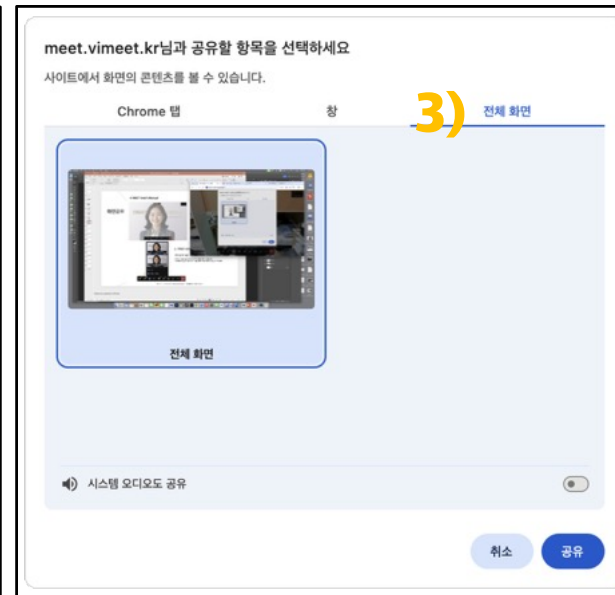 meet.vimeet.kr님과 공유할 항목을 선택하세요
사이트에서 화면의 콘텐츠를 볼 수 있습니다.
Chrome 탭
창
3)
전체 화면
전체 화면
시스템 오디오도 공유
취소
공유